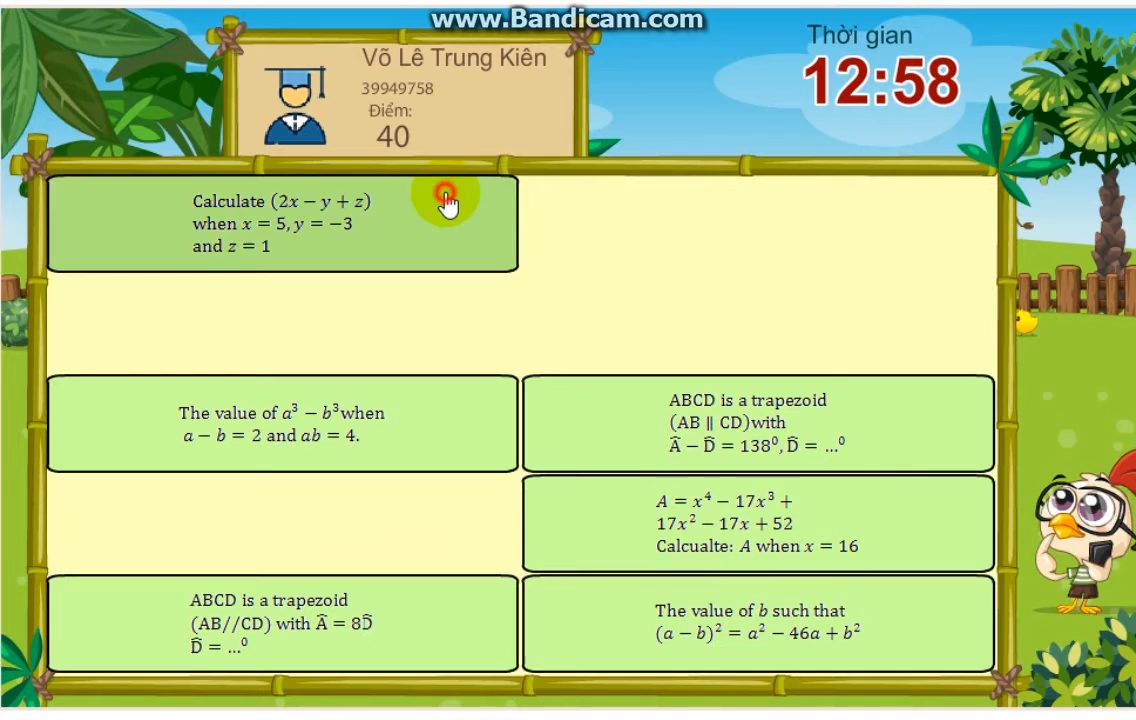 www.Bandicam.com
Võ Lê Trung Kiên
39949758
Điểm:
40
Thời gian
12:58
Calculate (2x − y + z)
when x = 5, y = −3
and z = 1
The value of a³ − b³when
a − b = 2 and ab = 4.
ABCD is a trapezoid
(AB ∥ CD)with
Â − D̂ = 138⁰, D̂ = …⁰
A = x⁴ − 17x³ +
17x² − 17x + 52
Calcualte: A when x = 16
ABCD is a trapezoid
(AB//CD) with Â = 8D̂
D̂ = …⁰
The value of b such that
(a − b)² = a² − 46a + b²